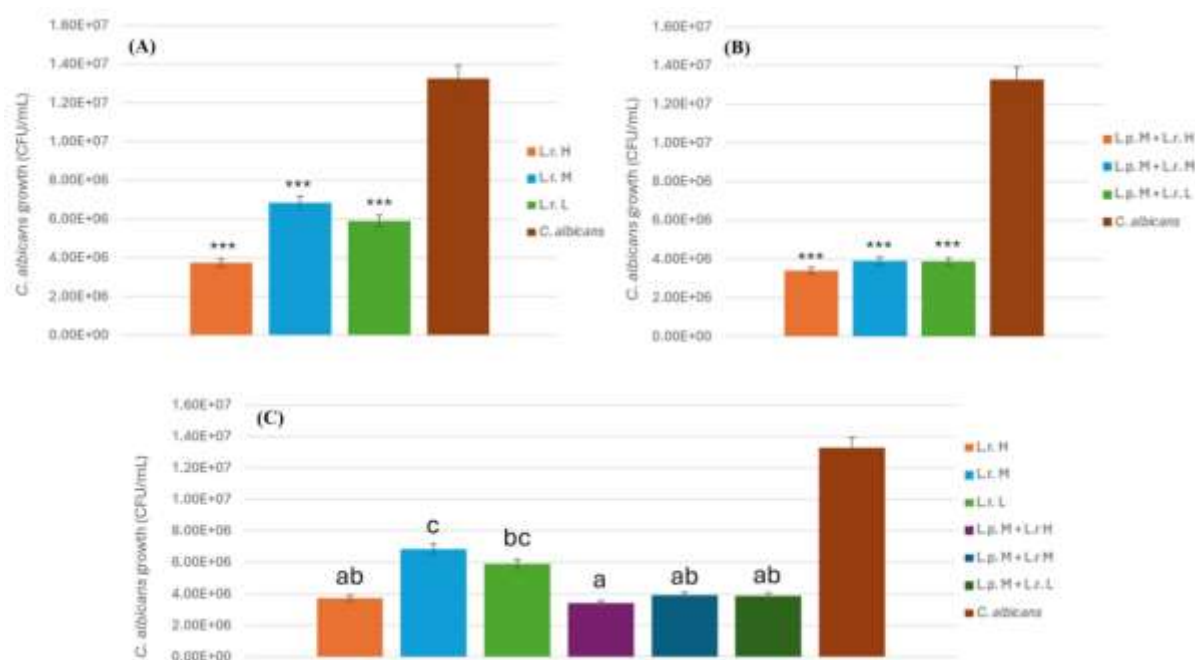 (A)
C. albicans growth (CFU/mL)
1.60E+07
1.40E+07
1.20E+07
1.00E+07
8.00E+06
6.00E+06
4.00E+06
2.00E+06
0.00E+00
***
***
***
L.r. H
L.r. M
L.r. L
C. albicans
(B)
C. albicans growth (CFU/mL)
1.60E+07
1.40E+07
1.20E+07
1.00E+07
8.00E+06
6.00E+06
4.00E+06
2.00E+06
0.00E+00
***
***
***
L.p. M + L.r. H
L.p. M + L.r. M
L.p. M + L.r. L
C. albicans
(C)
C. albicans growth (CFU/mL)
1.60E+07
1.40E+07
1.20E+07
1.00E+07
8.00E+06
6.00E+06
4.00E+06
2.00E+06
0.00E+00
ab
c
bc
a
ab
ab
L.r. H
L.r. M
L.r. L
L.p. M + L.r H
L.p. M + L.r M
L.p. M + L.r. L
C. albicans